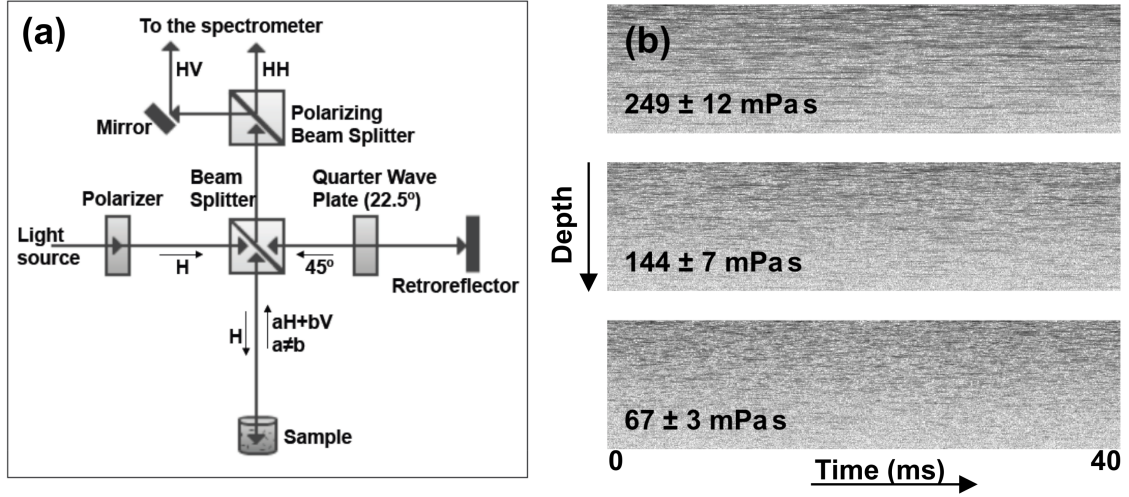 (a)
To the spectrometer
HV
HH
Mirror
Polarizing
Beam Splitter
Polarizer
Beam
Splitter
Quarter Wave
Plate (22.5º)
Light
source
H
45º
Retroreflector
H
aH+bV
a≠b
Sample
(b)
249 ± 12 mPa s
Depth
144 ± 7 mPa s
67 ± 3 mPa s
0
Time (ms)
40